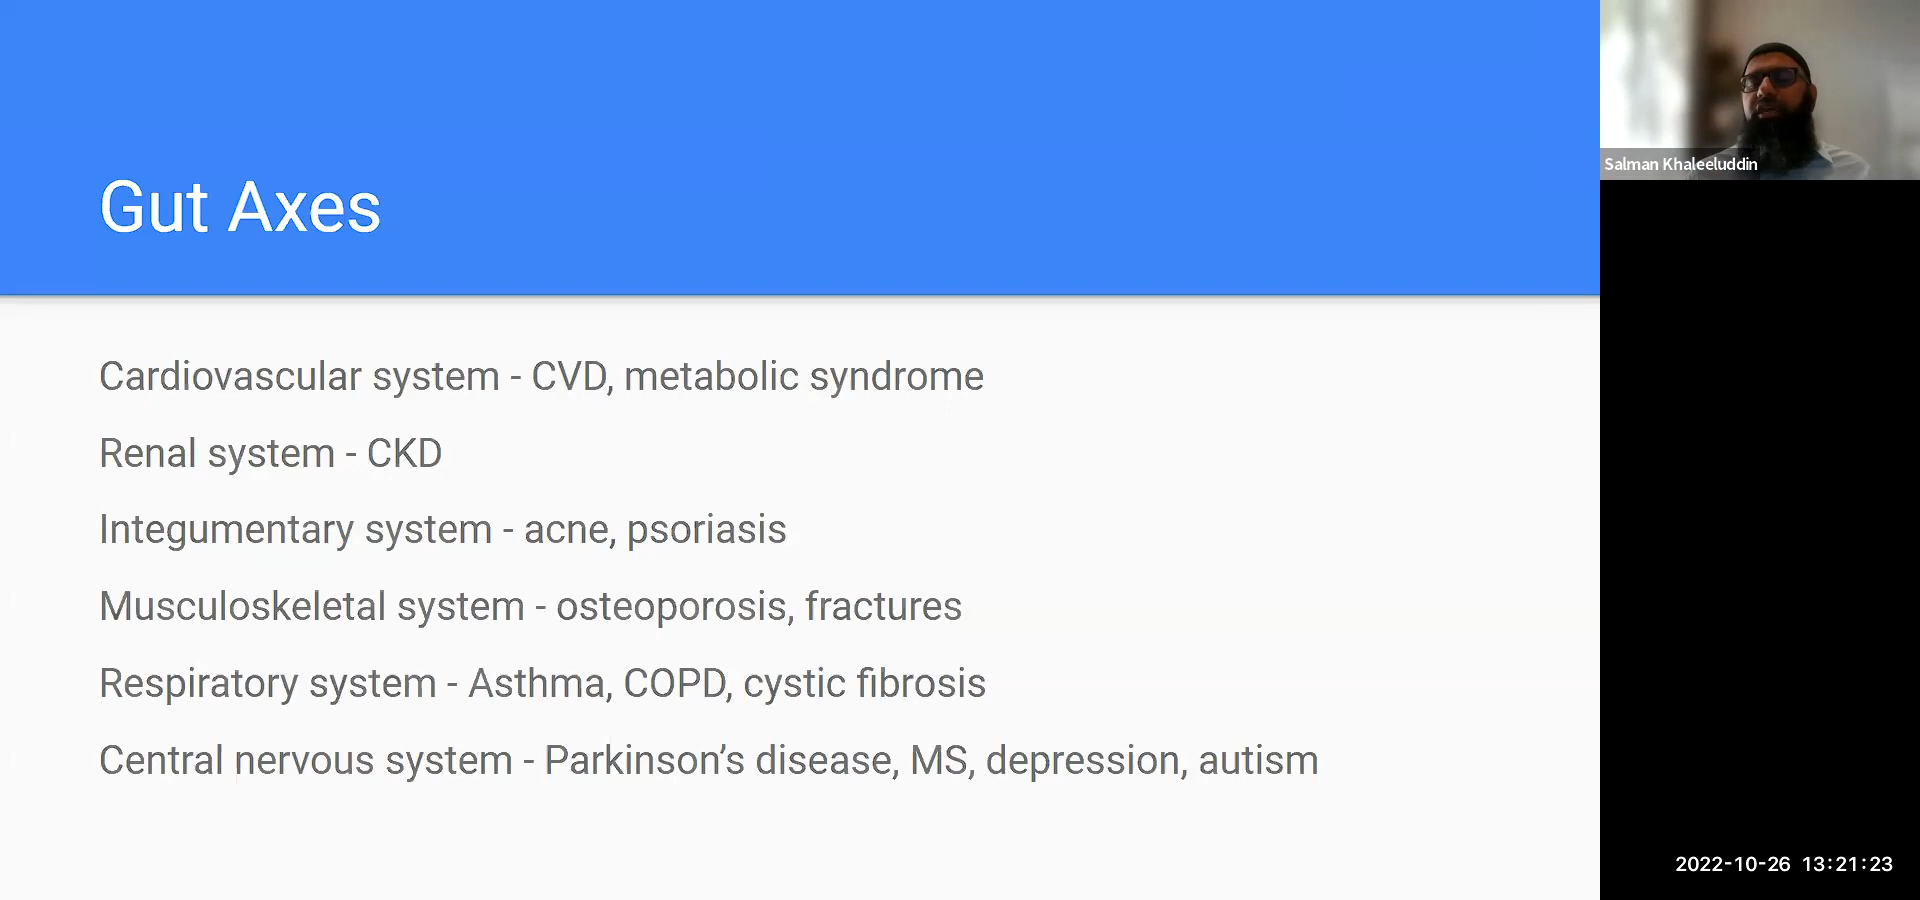 Gut Axes
Cardiovascular system - CVD, metabolic syndrome
Renal system - CKD
Integumentary system - acne, psoriasis
Musculoskeletal system - osteoporosis, fractures
Respiratory system - Asthma, COPD, cystic fibrosis
Central nervous system - Parkinson’s disease, MS, depression, autism
Salman Khaleeluddin
2022-10-26 13:21:23